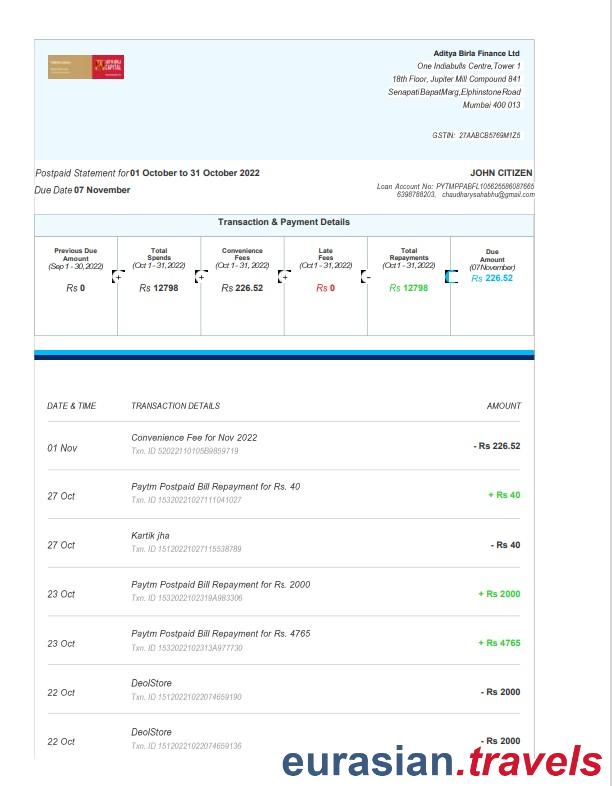 Aditya Birla Finance Ltd
One Indiabulls Centre,Tower 1
18th Floor, Jupiter Mill Compound 841
SenapatiBapatMarg,ElphinstoneRoad
Mumbai 400 013
GSTIN: 27AABCB5769M1Z6
Postpaid Statement for 01 October to 31 October 2022
JOHN CITIZEN
Due Date 07 November
Loan Account No: PYTMPPABFL105625586087665
6398788203, chaudharysahabhu@gmail.com
Transaction & Payment Details
Previous Due Amount (Sep 1 - 30, 2022) Rs 0
+
Total Spends (Oct 1 - 31, 2022) Rs 12798
+
Convenience Fees (Oct 1 - 31, 2022) Rs 226.52
+
Late Fees (Oct 1 - 31, 2022) Rs 0
-
Total Repayments (Oct 1 - 31, 2022) Rs 12798
Due Amount (07November) Rs 226.52
DATE & TIME TRANSACTION DETAILS AMOUNT
01 Nov Convenience Fee for Nov 2022 - Rs 226.52
Txn. ID 52022110105B9859719
27 Oct Paytm Postpaid Bill Repayment for Rs. 40 + Rs 40
Txn. ID 15320221027111041027
27 Oct Kartik jha - Rs 40
Txn. ID 15120221027115538789
23 Oct Paytm Postpaid Bill Repayment for Rs. 2000 + Rs 2000
Txn. ID 1532022102319A983306
23 Oct Paytm Postpaid Bill Repayment for Rs. 4765 + Rs 4765
Txn. ID 1532022102313A977730
22 Oct DeolStore - Rs 2000
Txn. ID 15120221022074659190
22 Oct DeolStore - Rs 2000
Txn. ID 15120221022074659136
eurasian.travels